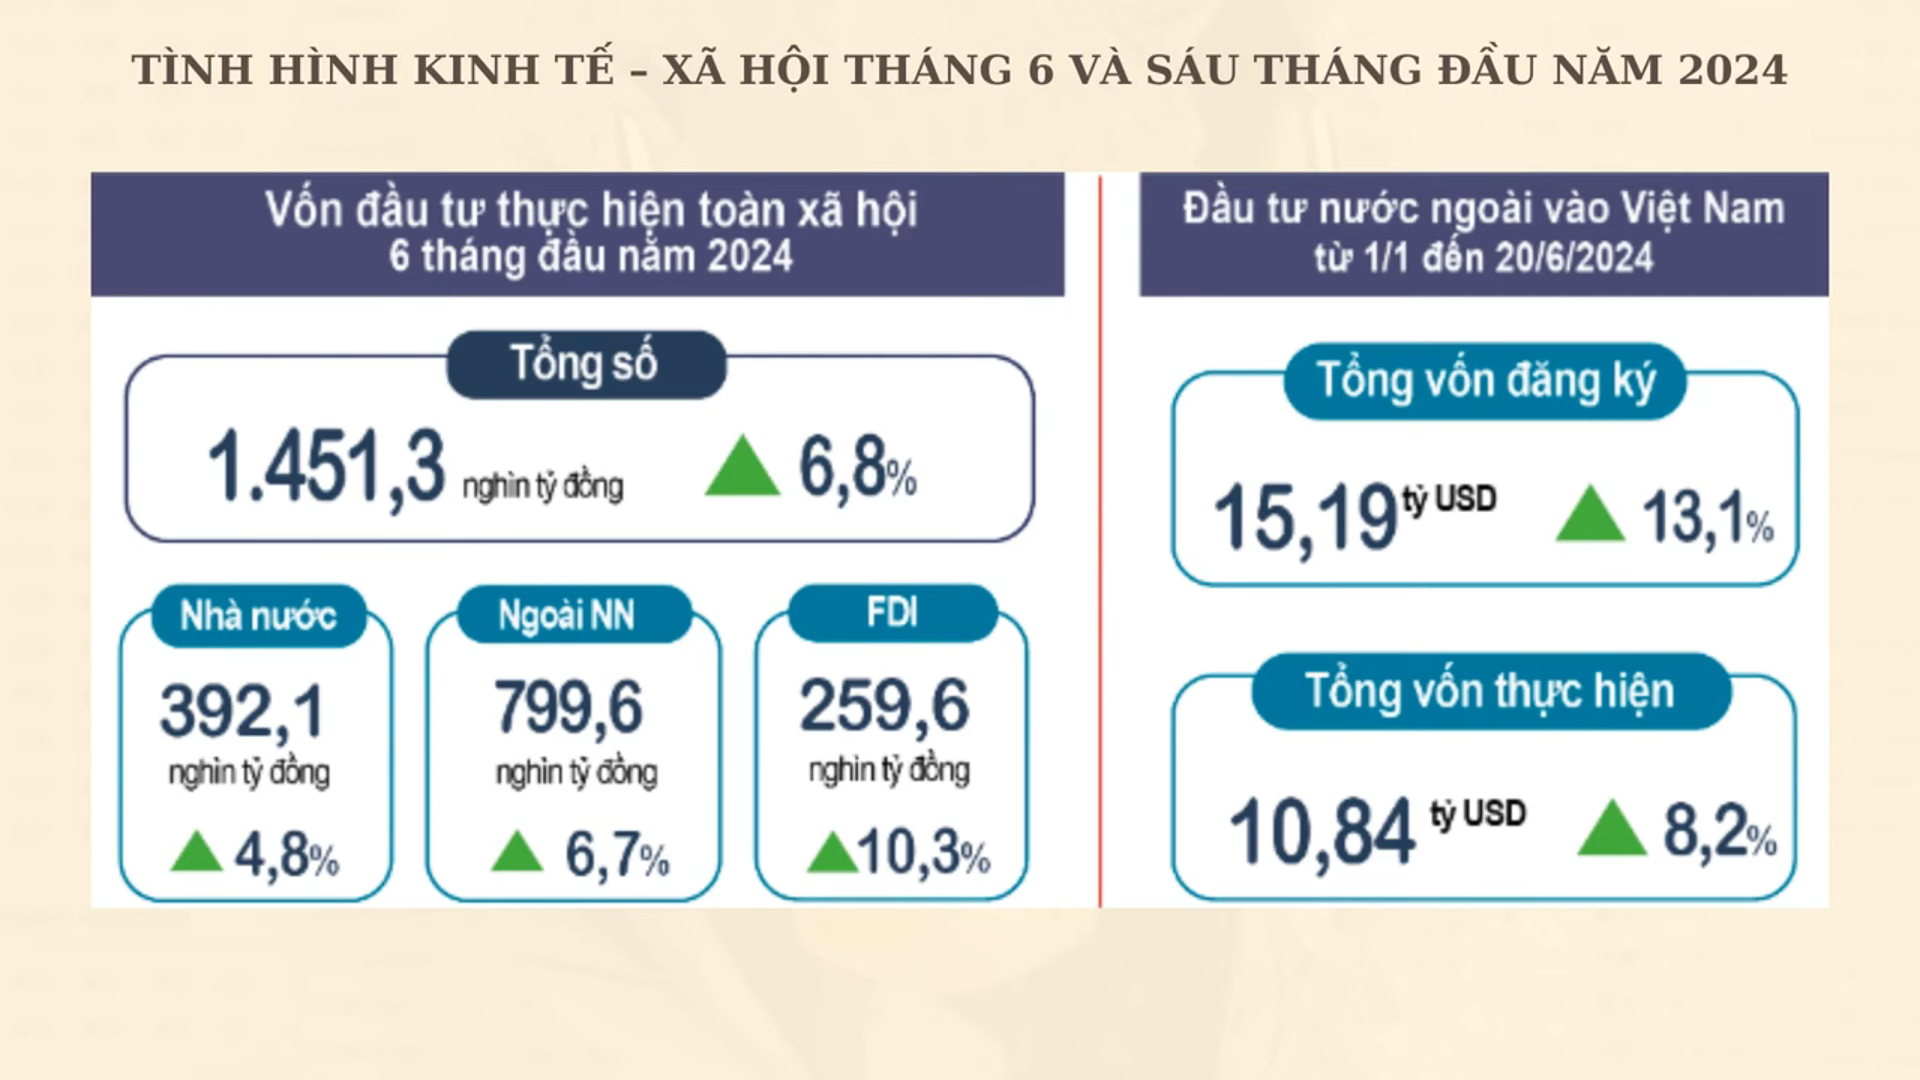 TÌNH HÌNH KINH TẾ – XÃ HỘI THÁNG 6 VÀ SÁU THÁNG ĐẦU NĂM 2024
Vốn đầu tư thực hiện toàn xã hội
6 tháng đầu năm 2024
Tổng số
1.451,3 nghìn tỷ đồng 6,8%
Nhà nước
392,1
nghìn tỷ đồng
4,8%
Ngoài NN
799,6
nghìn tỷ đồng
6,7%
FDI
259,6
nghìn tỷ đồng
10,3%
Đầu tư nước ngoài vào Việt Nam
từ 1/1 đến 20/6/2024
Tổng vốn đăng ký
15,19 tỷ USD 13,1%
Tổng vốn thực hiện
10,84 tỷ USD 8,2%